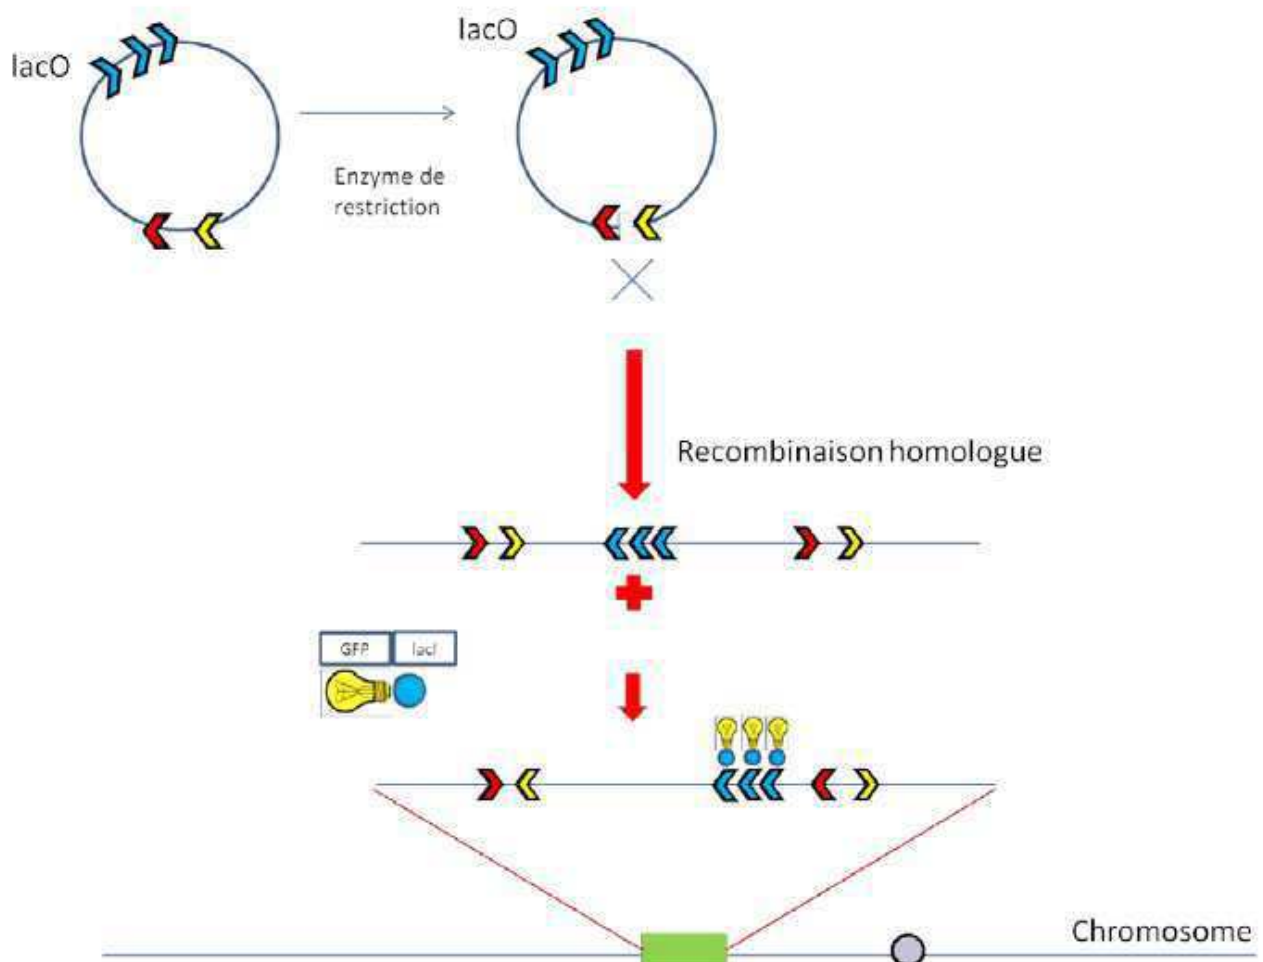 lacO
lacO
Enzyme de
restriction
Recombinaison homologue
GFP
lacI
Chromosome